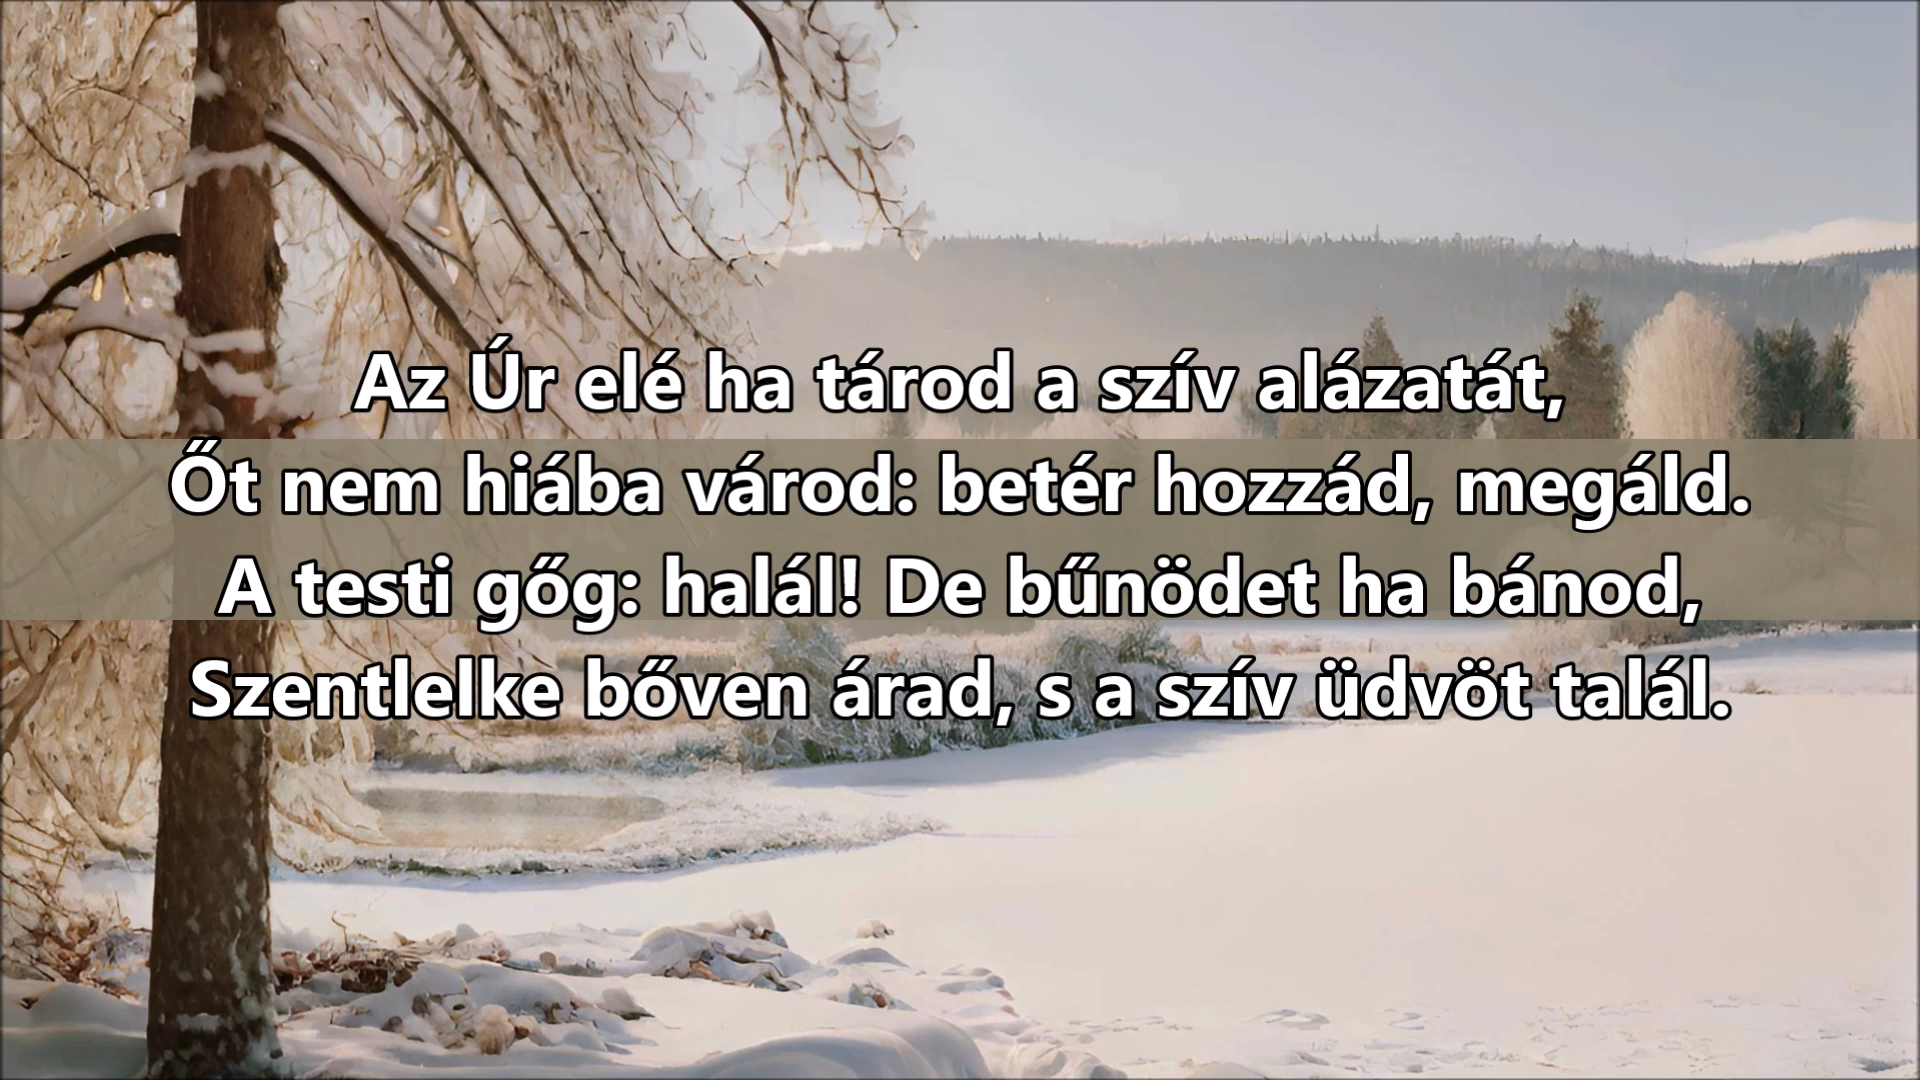 Az Úr elé ha tárod a szív alázatát,
Őt nem hiába várod: betér hozzád, megáld.
A testi gőg: halál! De bűnödet ha bánod,
Szentlelke bőven árad, s a szív üdvöt talál.